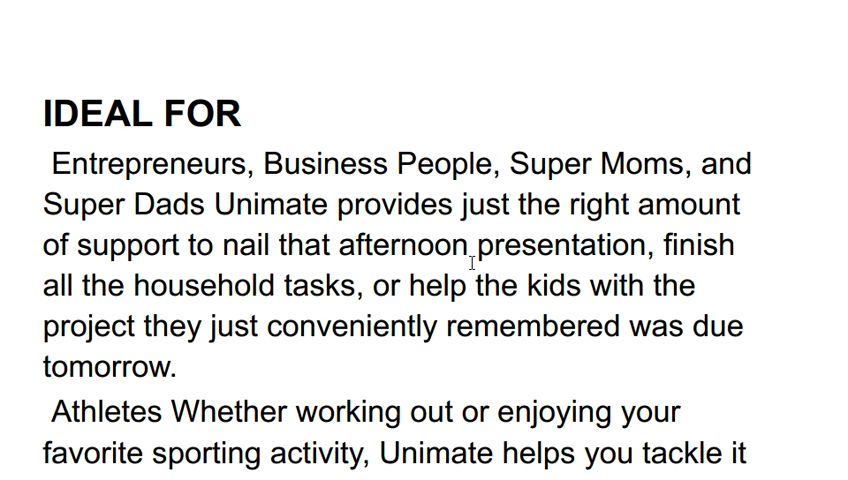 IDEAL FOR
Entrepreneurs, Business People, Super Moms, and
Super Dads Unimate provides just the right amount
of support to nail that afternoon presentation, finish
all the household tasks, or help the kids with the
project they just conveniently remembered was due
tomorrow.
Athletes Whether working out or enjoying your
favorite sporting activity, Unimate helps you tackle it